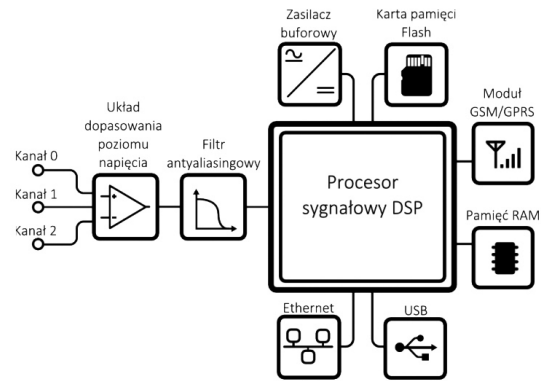 Zasilacz
buforowy
Karta pamięci
Flash
Układ
dopasowania
poziomu
napięcia
Filtr
antyaliasingowy
Moduł
GSM/GPRS
Kanał 0
Kanał 1
Kanał 2
Procesor
sygnałowy DSP
Pamięć RAM
Ethernet
USB